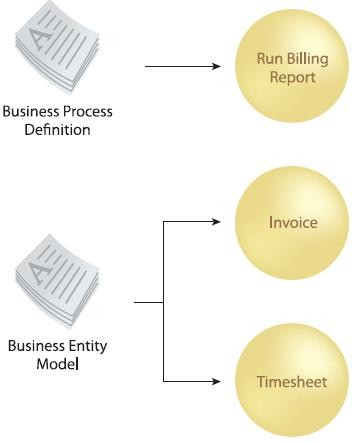 A
Run Billing
Report
Business Process
Definition
Invoice
A
Business Entity
Model
Timesheet